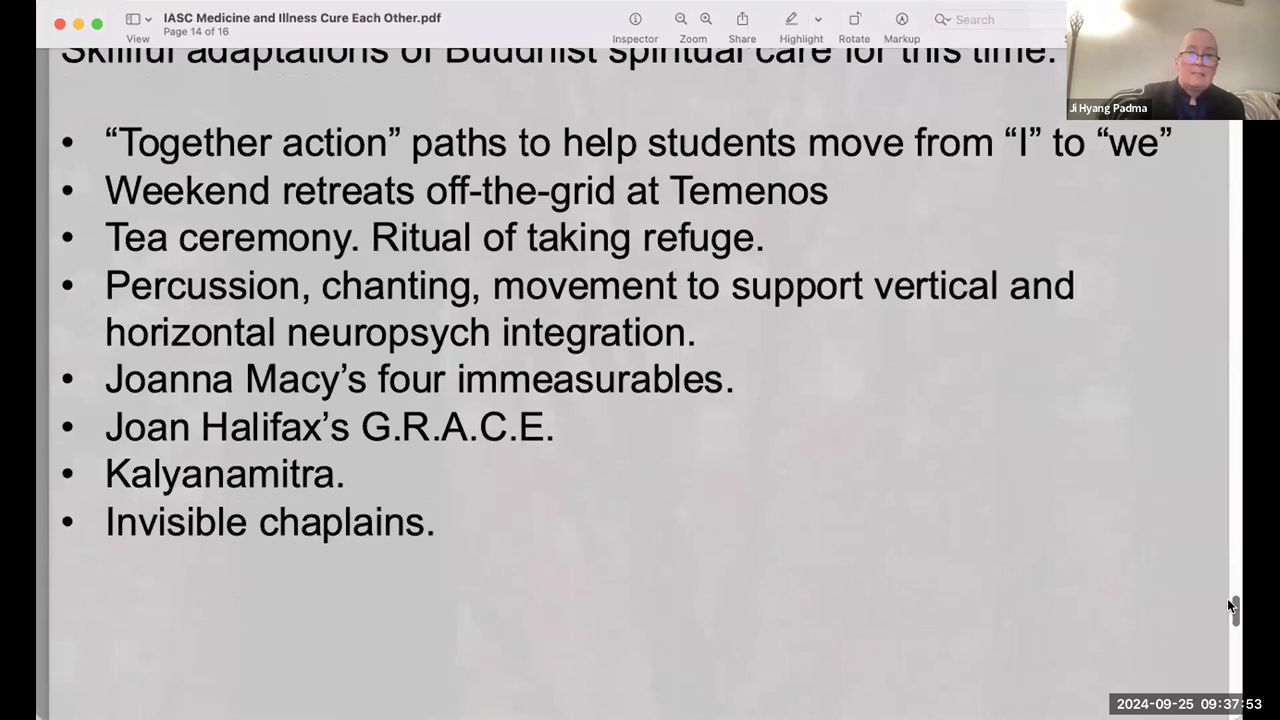 IASC Medicine and Illness Cure Each Other.pdf
Page 14 of 16
View
Inspector
Zoom
Share
Highlight
Rotate
Markup
Search
Ji Hyang Padma
Skillful adaptations of Buddhist spiritual care for this time.
• “Together action” paths to help students move from “I” to “we”
• Weekend retreats off-the-grid at Temenos
• Tea ceremony. Ritual of taking refuge.
• Percussion, chanting, movement to support vertical and
horizontal neuropsych integration.
• Joanna Macy’s four immeasurables.
• Joan Halifax’s G.R.A.C.E.
• Kalyanamitra.
• Invisible chaplains.
2024-09-25 09:37:53